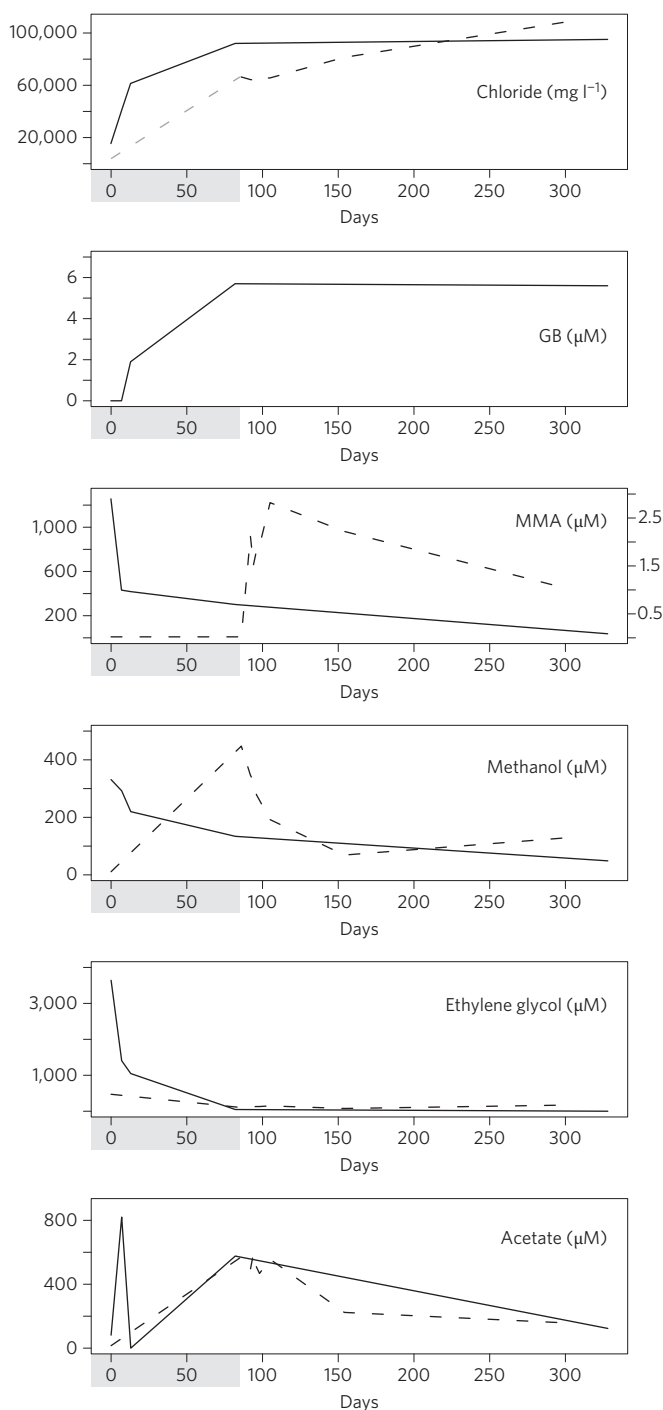 100,000
60,000
20,000
Chloride (mg l⁻¹)
0 50 100 150 200 250 300
Days
6
4
2
0
GB (µM)
0 50 100 150 200 250 300
Days
1,000
600
200
MMA (µM)
2.5
1.5
0.5
0 50 100 150 200 250 300
Days
400
200
0
Methanol (µM)
0 50 100 150 200 250 300
Days
3,000
1,000
Ethylene glycol (µM)
0 50 100 150 200 250 300
Days
800
400
0
Acetate (µM)
0 50 100 150 200 250 300
Days